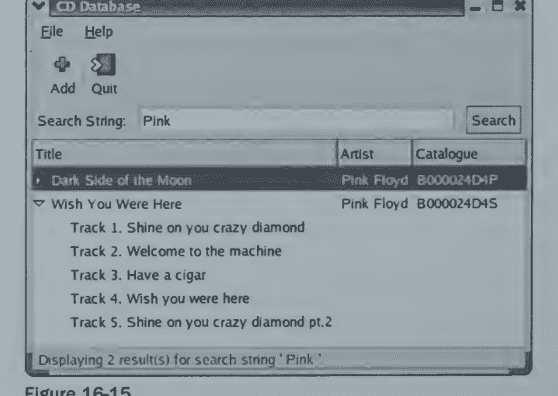 CD Database
File Help
Add Quit
Search String: Pink Search
Title Artist Catalogue
Dark Side of the Moon Pink Floyd B000024D4P
Wish You Were Here Pink Floyd B000024D4S
Track 1. Shine on you crazy diamond
Track 2. Welcome to the machine
Track 3. Have a cigar
Track 4. Wish you were here
Track 5. Shine on you crazy diamond pt.2
Displaying 2 result(s) for search string ' Pink '
Figure 16-15